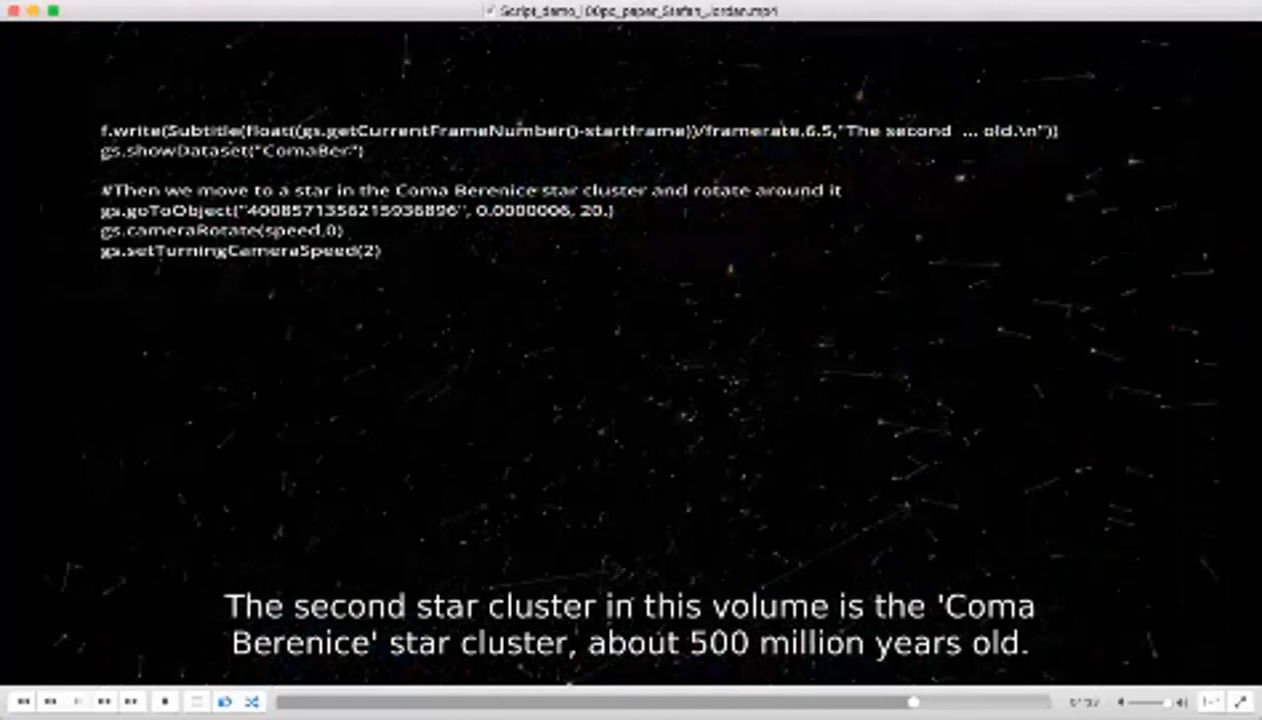 Script_demo_100pc_paper_Stefan_Jordan.mp4
f.write(Subtitle(float((gs.getCurrentFrameNumber()-startframe))/framerate,6.5,"The second ... old.\n"))
gs.showDataset("ComaBer")
#Then we move to a star in the Coma Berenice star cluster and rotate around it
gs.goToObject("4008571356215936896", 0.0000006, 20.)
gs.cameraRotate(speed,0)
gs.setTurningCameraSpeed(2)
The second star cluster in this volume is the 'Coma
Berenice' star cluster, about 500 million years old.